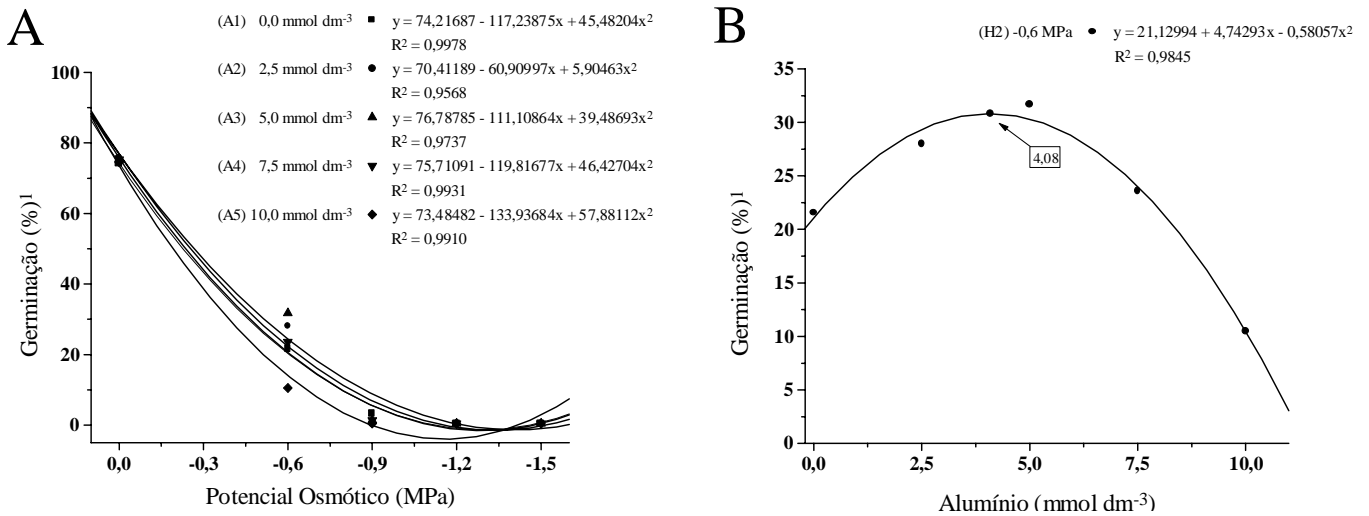 A
(A1) 0,0 mmol dm-3 ■ y = 74,21687 - 117,23875x + 45,48204x²
R² = 0,9978
(A2) 2,5 mmol dm-3 ● y = 70,41189 - 60,90997x + 5,90463x²
R² = 0,9568
(A3) 5,0 mmol dm-3 ▲ y = 76,78785 - 111,10864x + 39,48693x²
R² = 0,9737
(A4) 7,5 mmol dm-3 ▼ y = 75,71091 - 119,81677x + 46,42704x²
R² = 0,9931
(A5) 10,0 mmol dm-3 ◆ y = 73,48482 - 133,93684x + 57,88112x²
R² = 0,9910
Germinação (%)¹
100
80
60
40
20
0
0,0 -0,3 -0,6 -0,9 -1,2 -1,5
Potencial Osmótico (MPa)
B
(H2) -0,6 MPa ● y = 21,12994 + 4,74293x - 0,58057x²
R² = 0,9845
Germinação (%)¹
35
30
25
20
15
10
5
0
4,08
0,0 2,5 5,0 7,5 10,0
Alumínio (mmol dm-3)